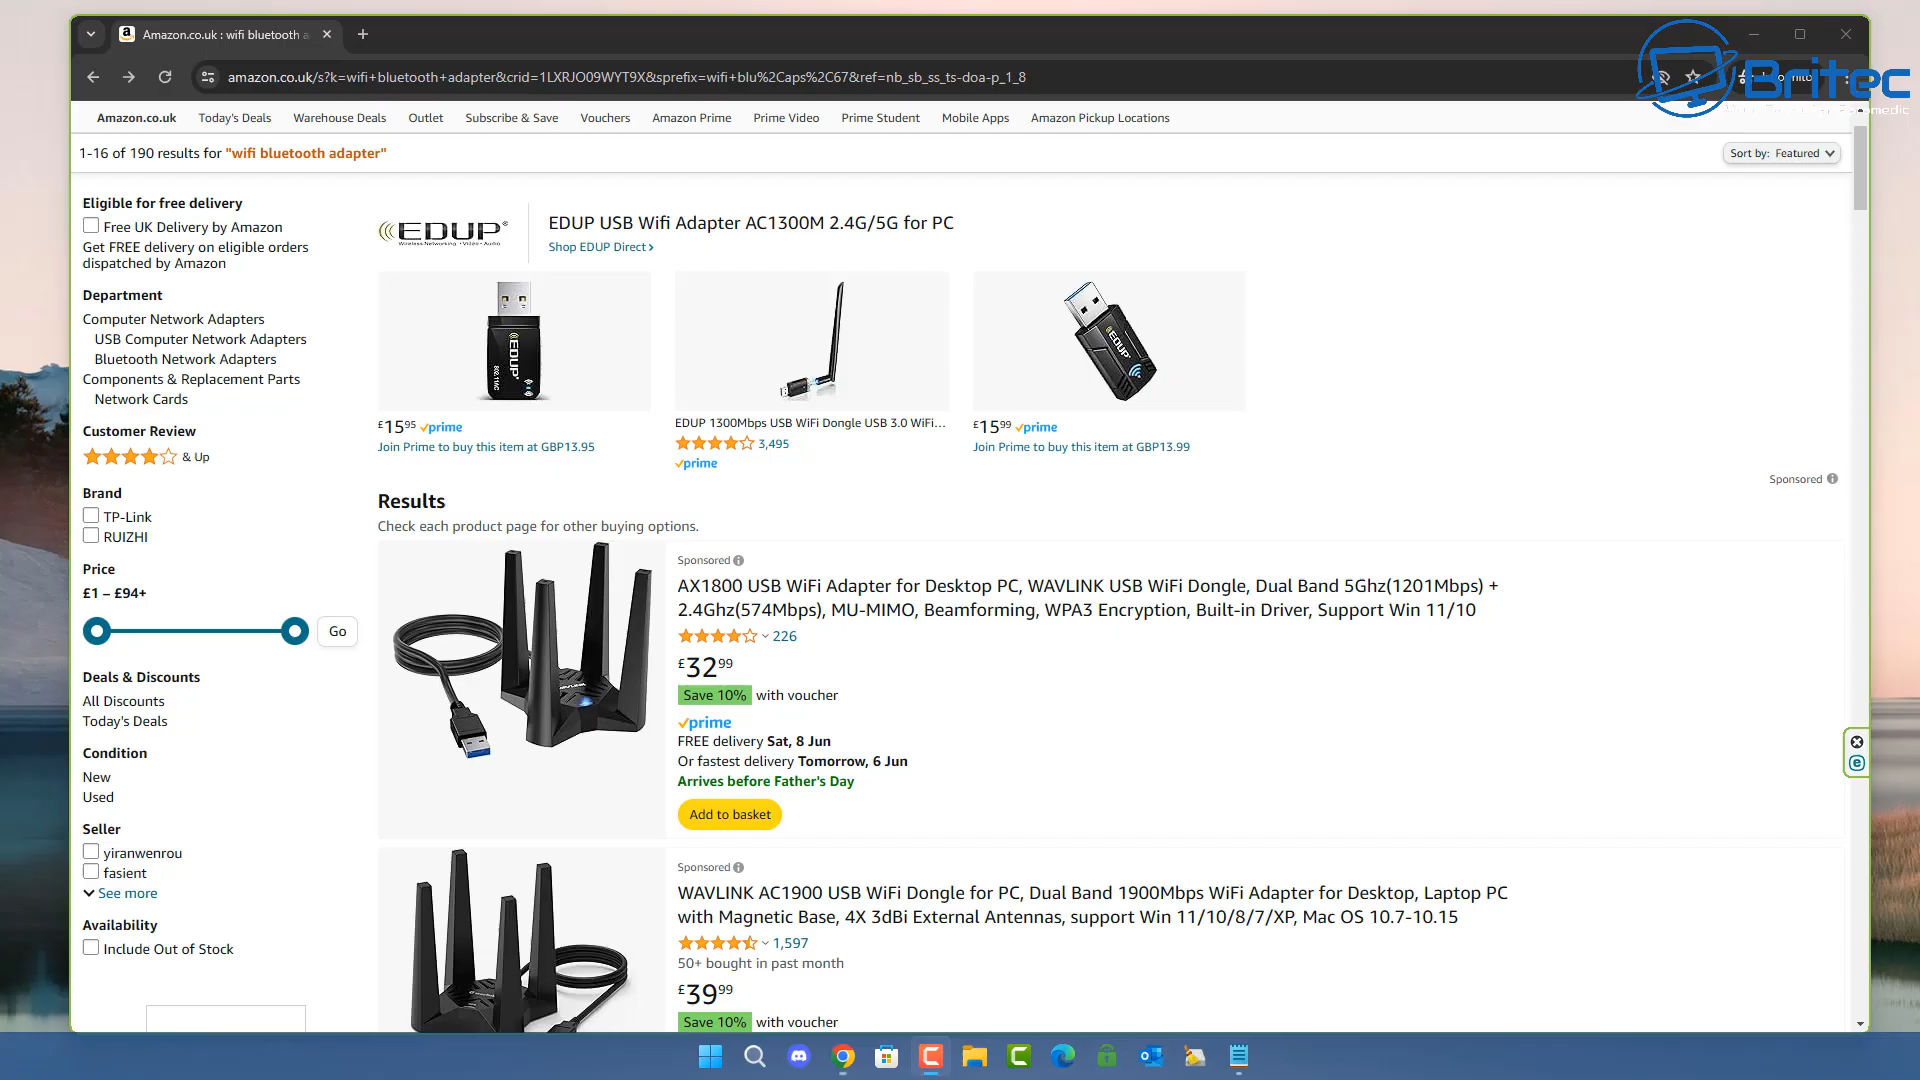 Amazon.co.uk : wifi bluetooth a
amazon.co.uk/s?k=wifi+bluetooth+adapter&crid=1LXRJO09WYT9X&sprefix=wifi+blu%2Caps%2C67&ref=nb_sb_ss_ts-doa-p_1_8
Britec
Amazon.co.uk Today's Deals Warehouse Deals Outlet Subscribe & Save Vouchers Amazon Prime Prime Video Prime Student Mobile Apps Amazon Pickup Locations
1-16 of 190 results for "wifi bluetooth adapter"
Sort by: Featured
Eligible for free delivery
Free UK Delivery by Amazon
Get FREE delivery on eligible orders
dispatched by Amazon
Department
Computer Network Adapters
USB Computer Network Adapters
Bluetooth Network Adapters
Components & Replacement Parts
Network Cards
Customer Review
& Up
Brand
TP-Link
RUIZHI
Price
£1 – £94+
Go
Deals & Discounts
All Discounts
Today's Deals
Condition
New
Used
Seller
yiranwenrou
fasient
See more
Availability
Include Out of Stock
EDUP
Wireless Networking • Video • Audio
EDUP USB Wifi Adapter AC1300M 2.4G/5G for PC
Shop EDUP Direct ›
EDUP
802.11AC
EDUP
£15.95 prime
Join Prime to buy this item at GBP13.95
EDUP 1300Mbps USB WiFi Dongle USB 3.0 WiFi…
3,495
prime
£15.99 prime
Join Prime to buy this item at GBP13.99
Sponsored
Results
Check each product page for other buying options.
Sponsored
AX1800 USB WiFi Adapter for Desktop PC, WAVLINK USB WiFi Dongle, Dual Band 5Ghz(1201Mbps) +
2.4Ghz(574Mbps), MU-MIMO, Beamforming, WPA3 Encryption, Built-in Driver, Support Win 11/10
226
£32.99
Save 10% with voucher
prime
FREE delivery Sat, 8 Jun
Or fastest delivery Tomorrow, 6 Jun
Arrives before Father's Day
Add to basket
Sponsored
WAVLINK AC1900 USB WiFi Dongle for PC, Dual Band 1900Mbps WiFi Adapter for Desktop, Laptop PC
with Magnetic Base, 4X 3dBi External Antennas, support Win 11/10/8/7/XP, Mac OS 10.7-10.15
1,597
50+ bought in past month
£39.99
Save 10% with voucher